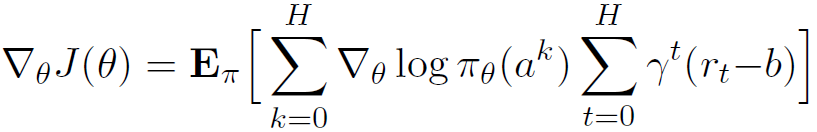 ∇_θ J(θ) = E_π [ ∑_{k=0}^{H} ∇_θ log π_θ(a^k) ∑_{t=0}^{H} γ^t (r_t − b) ]